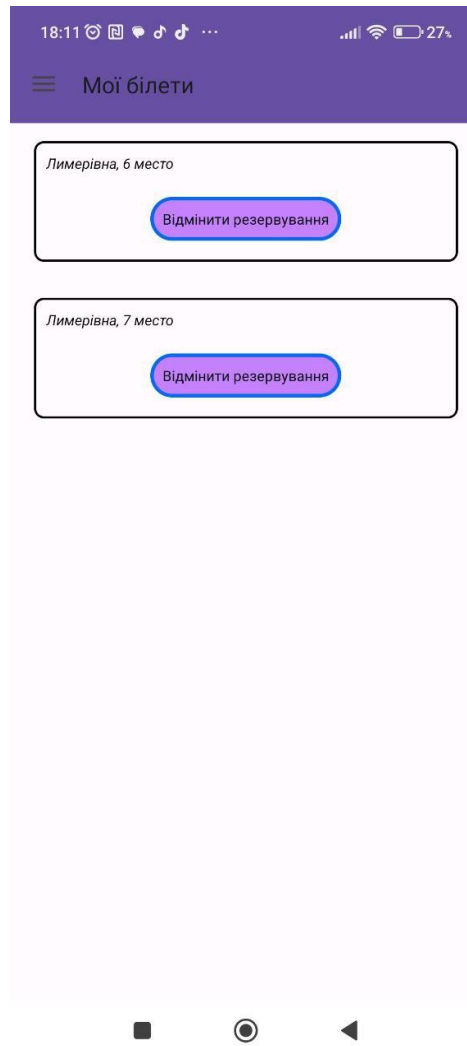 18:11 ··· 27%
Мої білети
Лимерівна, 6 место
Відмінити резервування
Лимерівна, 7 место
Відмінити резервування